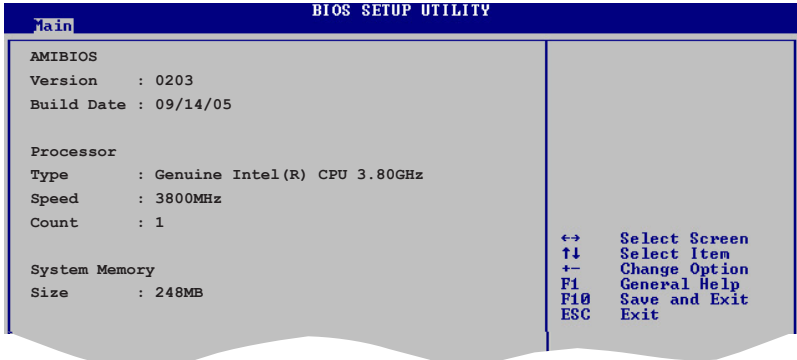 BIOS SETUP UTILITY
Main
AMIBIOS
Version : 0203
Build Date : 09/14/05
Processor
Type : Genuine Intel(R) CPU 3.80GHz
Speed : 3800MHz
Count : 1
System Memory
Size : 248MB
←→ Select Screen
↑↓ Select Item
+- Change Option
F1 General Help
F10 Save and Exit
ESC Exit